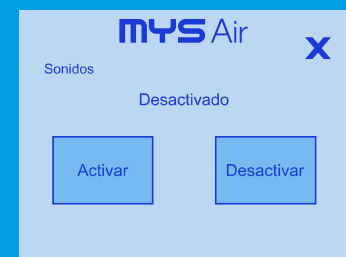 mys Air
X
Sonidos
Desactivado
Activar
Desactivar